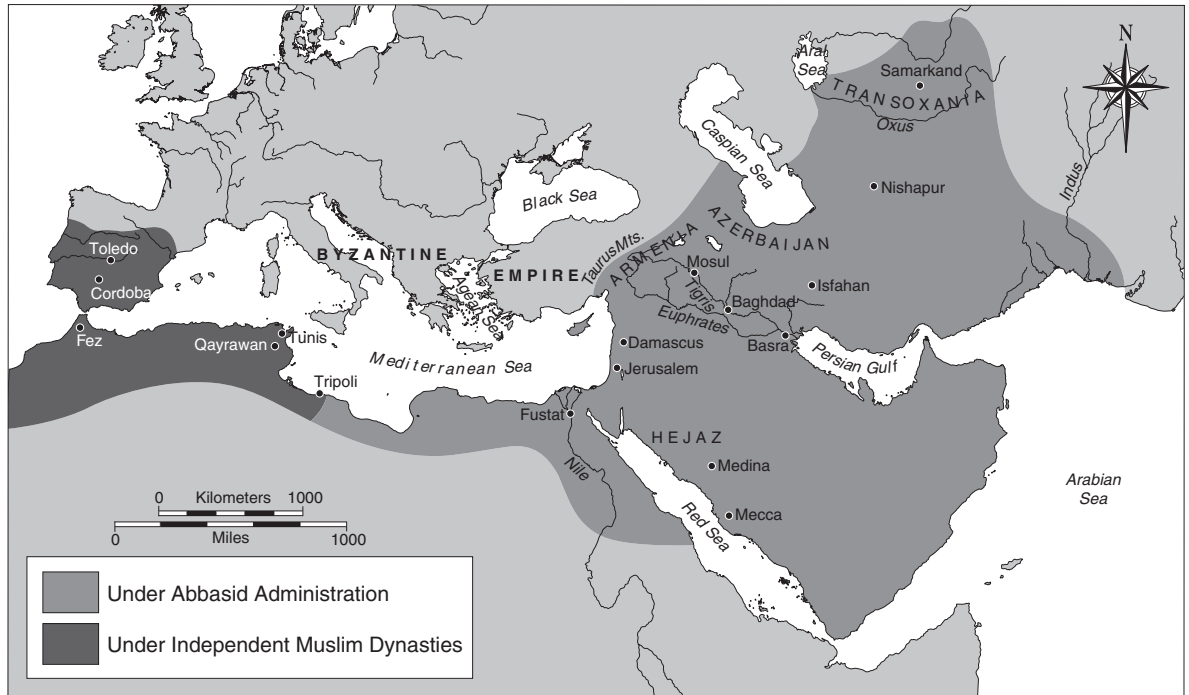 N
Aral
Sea
Samarkand
TRANSOXANIA
Oxus
Caspian Sea
Indus
Nishapur
Black Sea
AZERBAIJAN
Toledo
BYZANTINE
EMPIRE
Taurus Mts.
ARMENIA
Mosul
Cordoba
Aegean Sea
Tigris
Baghdad
Isfahan
Euphrates
Fez
Qayrawan
Tunis
Mediterranean Sea
Damascus
Basra
Persian Gulf
Jerusalem
Tripoli
Fustat
HEJAZ
Nile
Medina
Arabian
Sea
Red Sea
Mecca
0 Kilometers 1000
0 Miles 1000
Under Abbasid Administration
Under Independent Muslim Dynasties